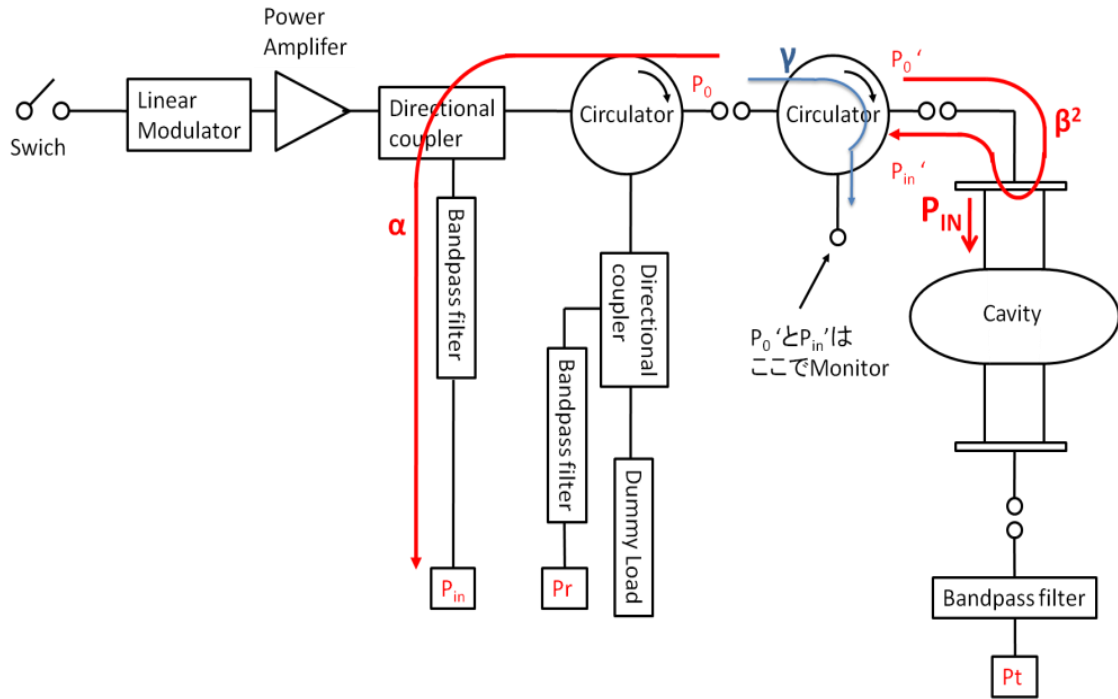 Power
Amplifer
Swich
Linear
Modulator
Directional
coupler
Circulator
P0
γ
Circulator
P0‘
β2
Pin‘
PIN
α
Bandpass filter
Directional
coupler
Bandpass filter
Dummy Load
P0‘とPin’は
ここでMonitor
Cavity
Pin
Pr
Bandpass filter
Pt